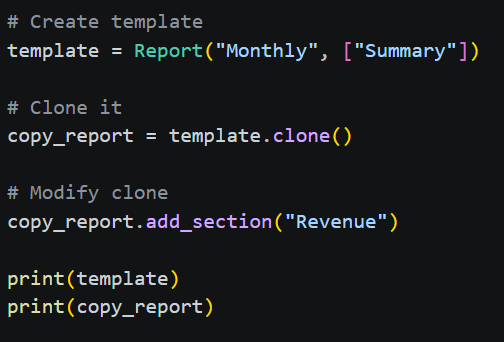 # Create template
template = Report("Monthly", ["Summary"])
# Clone it
copy_report = template.clone()
# Modify clone
copy_report.add_section("Revenue")
print(template)
print(copy_report)